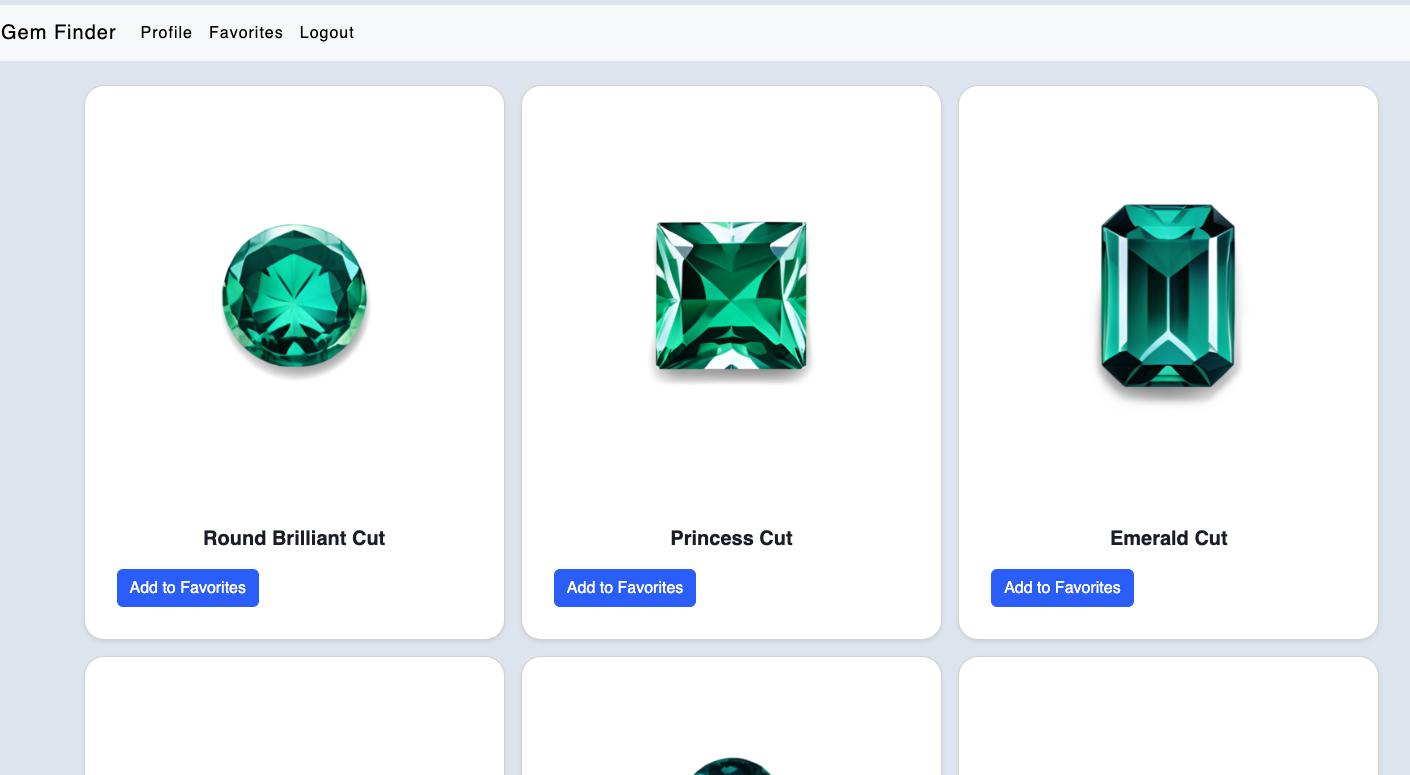 Gem Finder Profile Favorites Logout
Round Brilliant Cut
Princess Cut
Emerald Cut
Add to Favorites
Add to Favorites
Add to Favorites